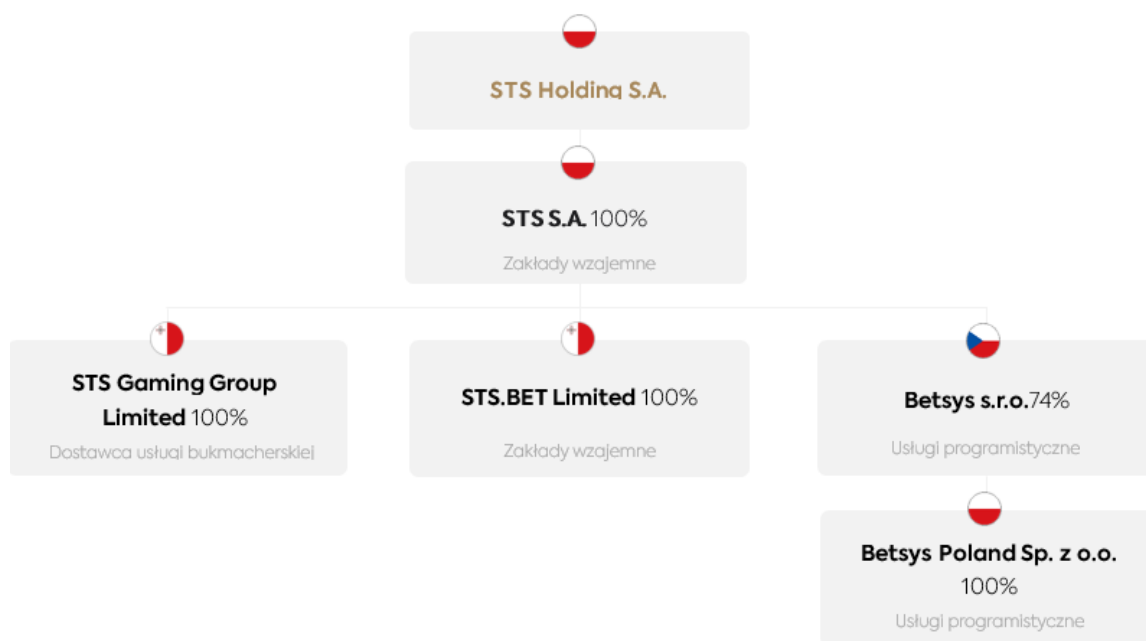 STS Holding S.A.
STS S.A. 100%
Zakłady wzajemne
STS Gaming Group
Limited 100%
Dostawca usługi bukmacherskiej
STS.BET Limited 100%
Zakłady wzajemne
Betsys s.r.o.74%
Usługi programistyczne
Betsys Poland Sp. z o.o.
100%
Usługi programistyczne